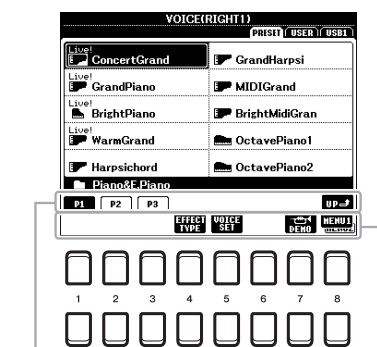 VOICE(RIGHT1)
PRESET USER USB1
Live!
ConcertGrand GrandHarpsi
Live!
GrandPiano MIDIGrand
Live!
BrightPiano BrightMidiGran
Live!
WarmGrand OctavePiano1
Harpsichord OctavePiano2
Piano&E.Piano
P1 P2 P3 UP
EFFECT TYPE VOICE SET DEMO MENU1
1 2 3 4 5 6 7 8